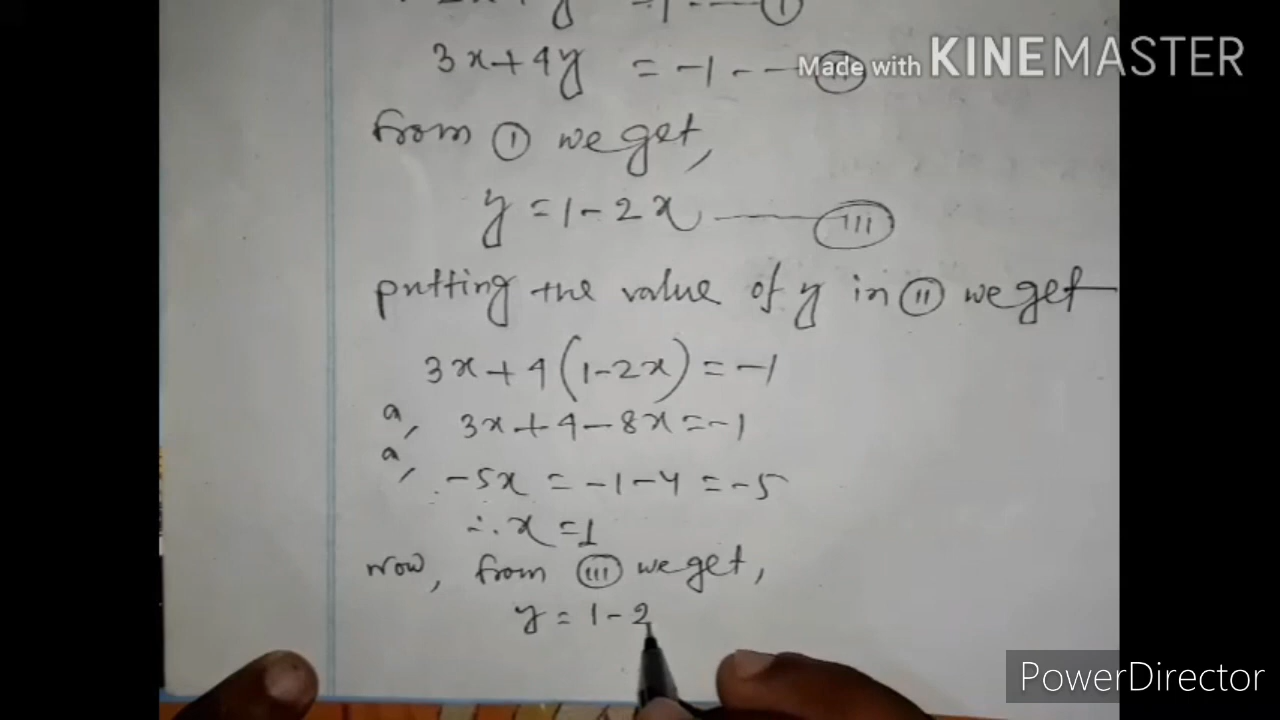 2x + y = 1 --- (I)
3x + 4y = -1 ---
Made with KINEMASTER
from (I) we get,
y = 1 - 2x —— (III)
putting the value of y in (II) we get
3x + 4(1-2x) = -1
a, 3x + 4 - 8x = -1
a, -5x = -1 - 4 = -5
∴ x = 1
Now, from (III) we get,
y = 1 - 2
PowerDirector